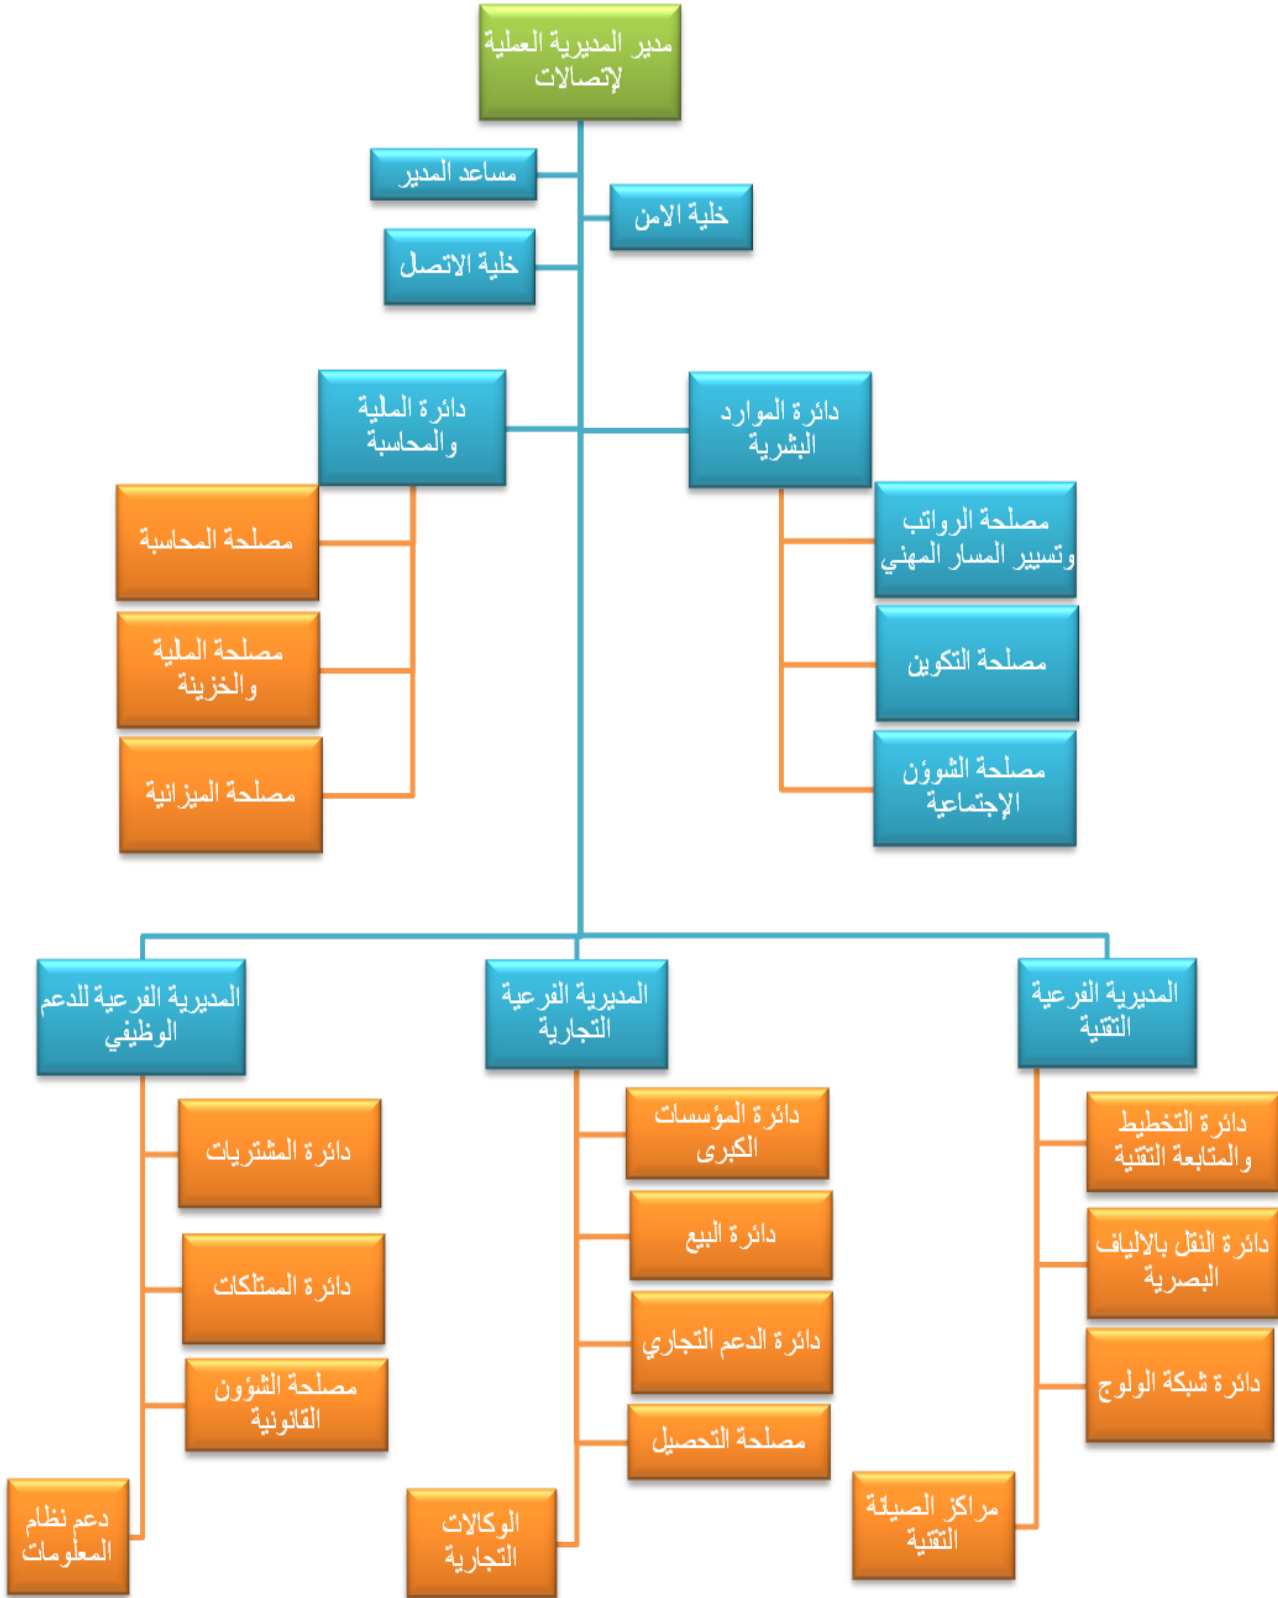 مدير المديرية العملية
لإتصالات
مساعد المدير
خلية الامن
خلية الاتصال
دائرة الموارد
البشرية
مصلحة الرواتب
وتسيير المسار المهني
مصلحة التكوين
مصلحة الشوؤن
الإجتماعية
دائرة المالية
والمحاسبة
مصلحة المحاسبة
مصلحة المالية
والخزينة
مصلحة الميزانية
المديرية الفرعية
التقنية
دائرة التخطيط
والمتابعة التقنية
دائرة النقل بالالياف
البصرية
دائرة شبكة الولوج
مراكز الصيانة
التقنية
المديرية الفرعية
التجارية
دائرة المؤسسات
الكبرى
دائرة البيع
دائرة الدعم التجاري
مصلحة التحصيل
الوكالات
التجارية
المديرية الفرعية للدعم
الوظيفي
دائرة المشتريات
دائرة الممتلكات
مصلحة الشؤون
القانونية
دعم نظام
المعلومات